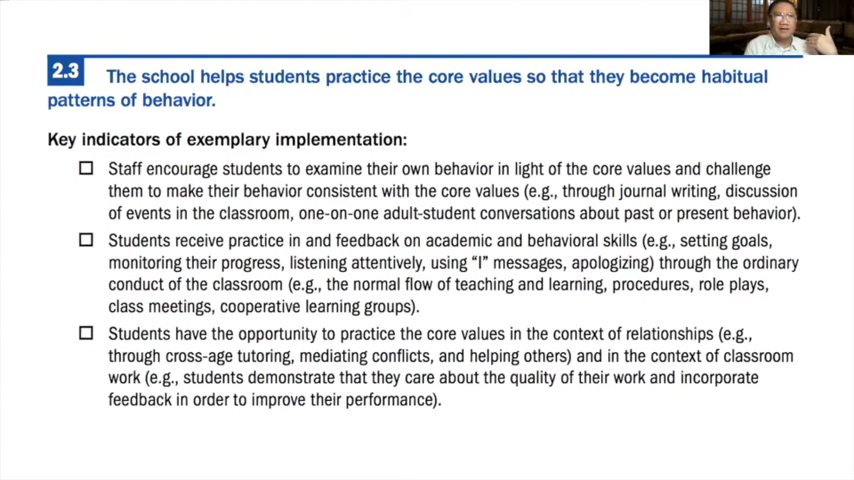 2.3 The school helps students practice the core values so that they become habitual
patterns of behavior.
Key indicators of exemplary implementation:
☐ Staff encourage students to examine their own behavior in light of the core values and challenge
them to make their behavior consistent with the core values (e.g., through journal writing, discussion
of events in the classroom, one-on-one adult-student conversations about past or present behavior).
☐ Students receive practice in and feedback on academic and behavioral skills (e.g., setting goals,
monitoring their progress, listening attentively, using “I” messages, apologizing) through the ordinary
conduct of the classroom (e.g., the normal flow of teaching and learning, procedures, role plays,
class meetings, cooperative learning groups).
☐ Students have the opportunity to practice the core values in the context of relationships (e.g.,
through cross-age tutoring, mediating conflicts, and helping others) and in the context of classroom
work (e.g., students demonstrate that they care about the quality of their work and incorporate
feedback in order to improve their performance).